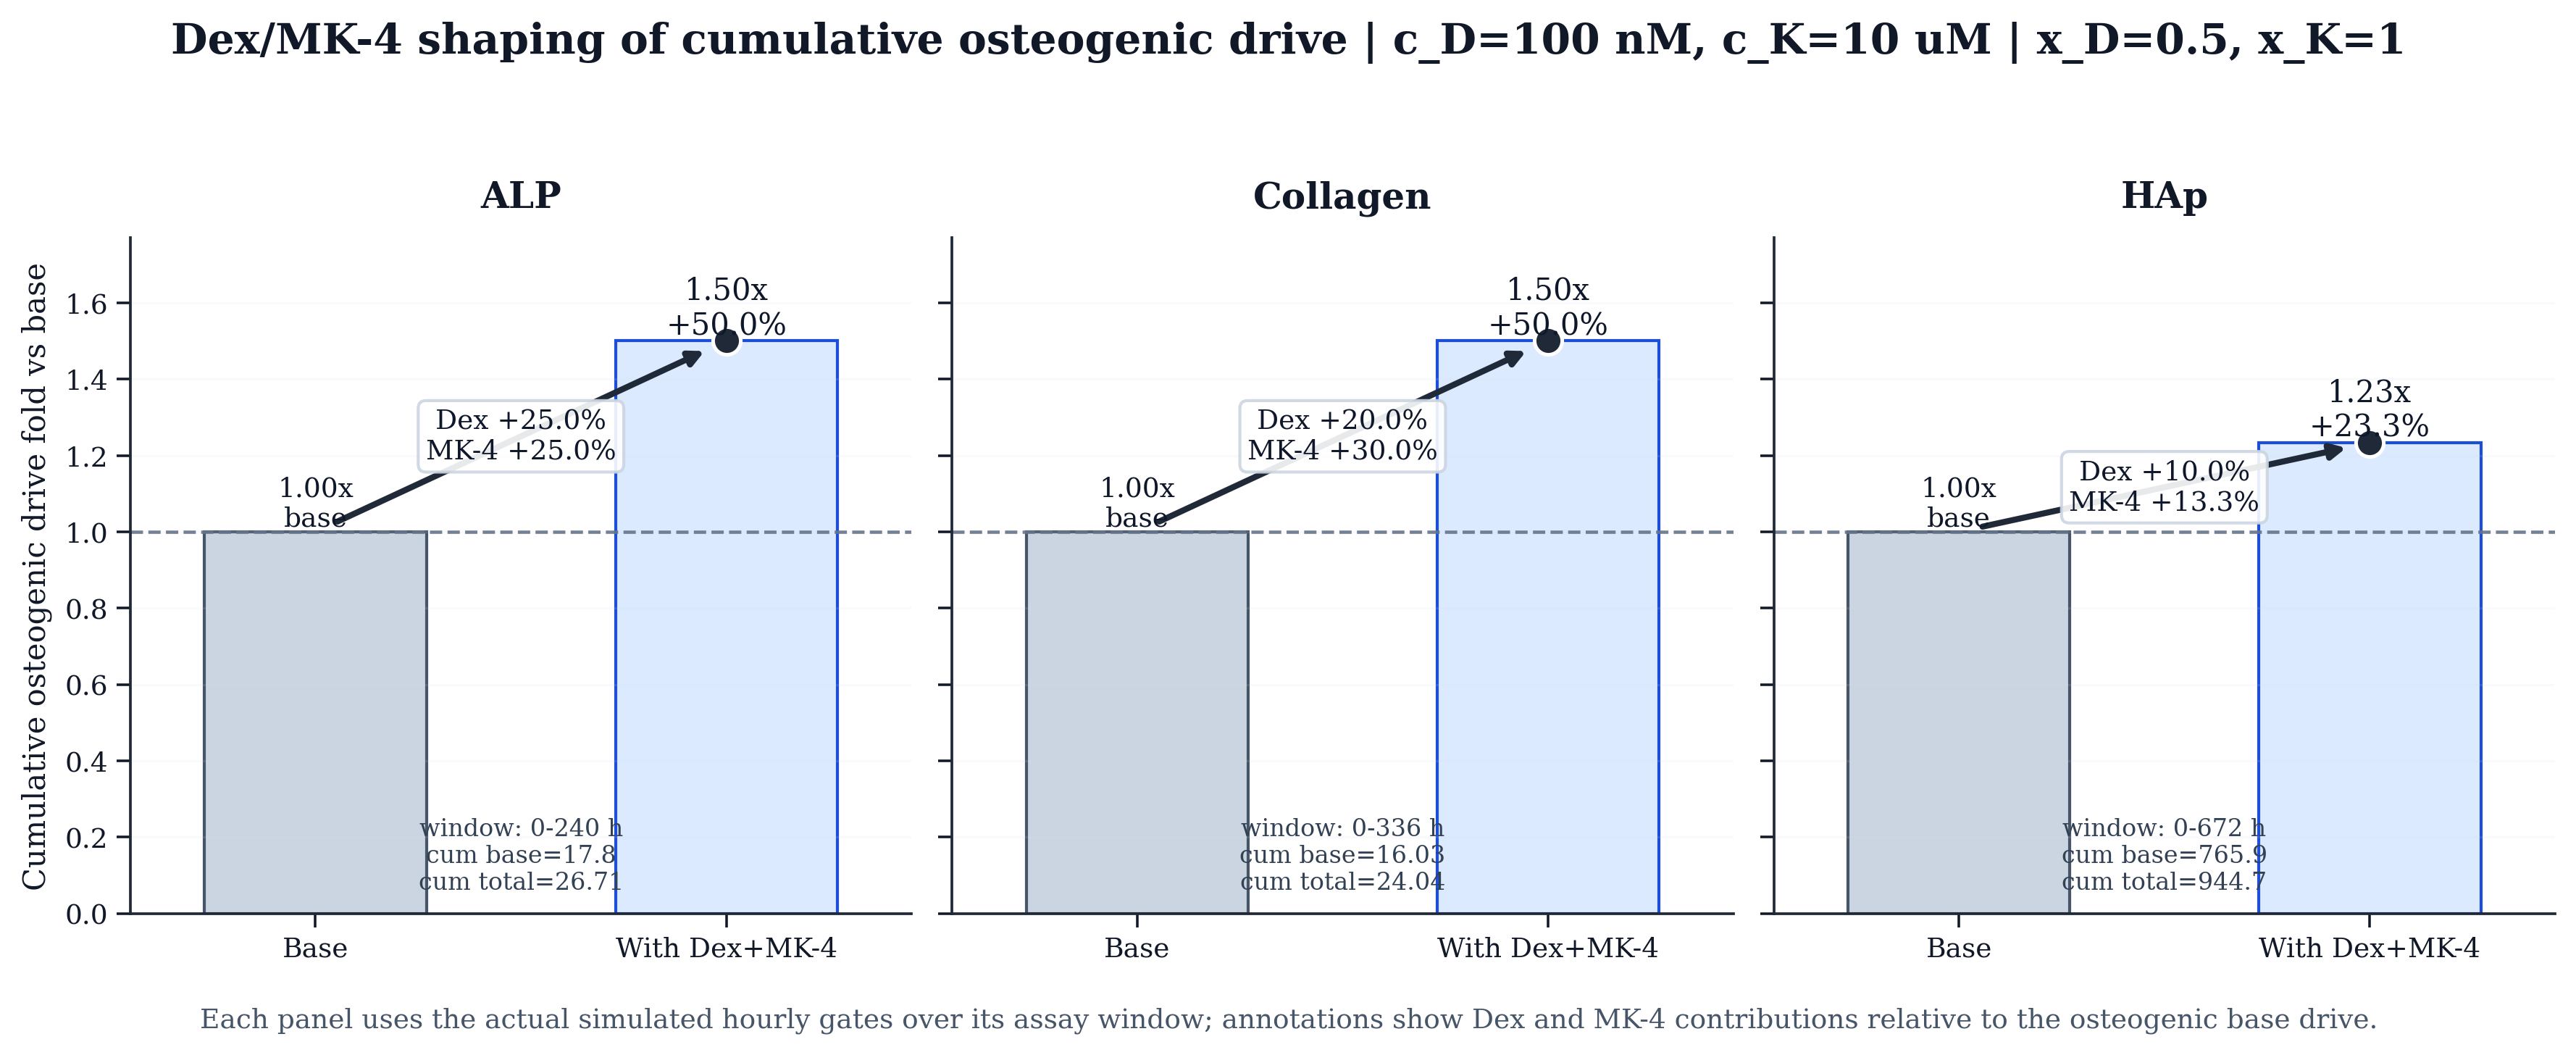 Dex/MK-4 shaping of cumulative osteogenic drive | c_D=100 nM, c_K=10 uM | x_D=0.5, x_K=1
Cumulative osteogenic drive fold vs base
ALP
1.6
1.4
1.2
1.0
0.8
0.6
0.4
0.2
0.0
1.50x
+50.0%
Dex +25.0%
MK-4 +25.0%
1.00x
base
window: 0-240 h
cum base=17.8
cum total=26.71
Base
With Dex+MK-4
Collagen
1.50x
+50.0%
Dex +20.0%
MK-4 +30.0%
1.00x
base
window: 0-336 h
cum base=16.03
cum total=24.04
Base
With Dex+MK-4
HAp
1.23x
+23.3%
Dex +10.0%
MK-4 +13.3%
1.00x
base
window: 0-672 h
cum base=765.9
cum total=944.7
Base
With Dex+MK-4
Each panel uses the actual simulated hourly gates over its assay window; annotations show Dex and MK-4 contributions relative to the osteogenic base drive.